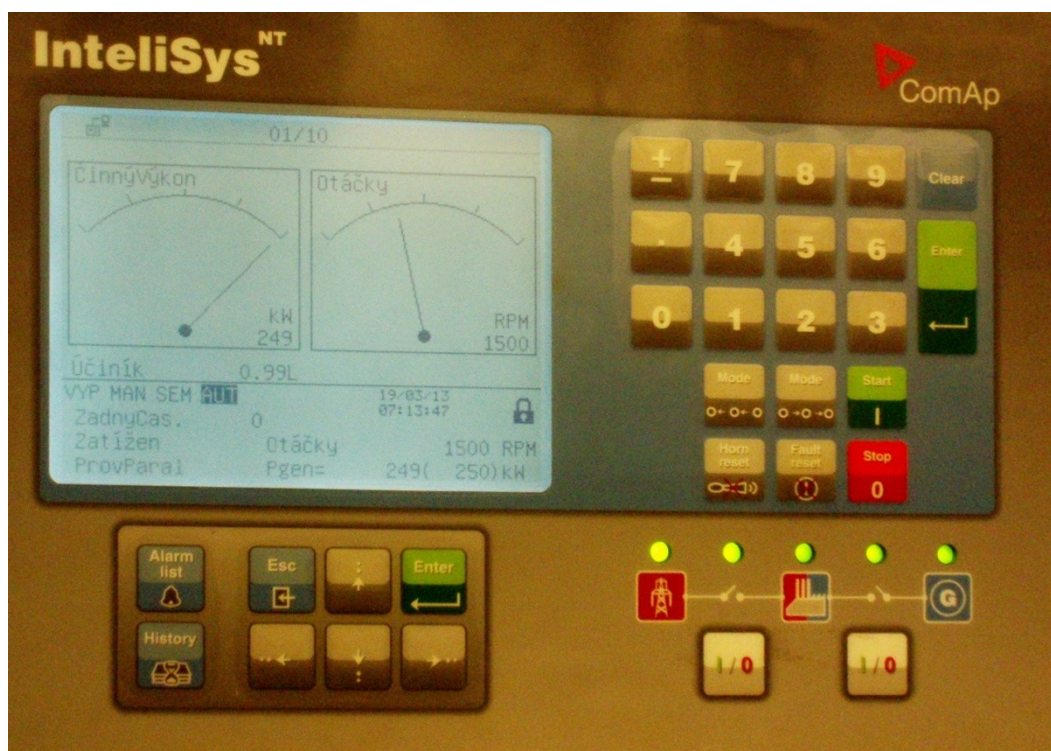 InteliSys NT
ComAp
01/10
ČinnýVýkon
kW
249
Otáčky
RPM
1500
Účiník 0.99L
VYP MAN SEM AUT
19/03/13
07:13:47
ZadnyCas. 0
Zatížen Otáčky 1500 RPM
ProvParal Pgen= 249( 250)kW
± 7 8 9 Clear
. 4 5 6 Enter
0 1 2 3
Mode Mode Start
I
Horn reset
Fault reset
Stop
0
Alarm list
Esc
Enter
History
G
I/0 I/0